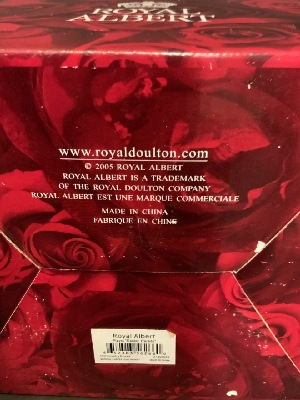 ROYAL
ALBERT
www.royaldoulton.com
© 2005 ROYAL ALBERT
ROYAL ALBERT IS A TRADEMARK
OF THE ROYAL DOULTON COMPANY
ROYAL ALBERT EST UNE MARQUE COMMERCIALE
MADE IN CHINA
FABRIQUE EN CHINE
Royal Albert